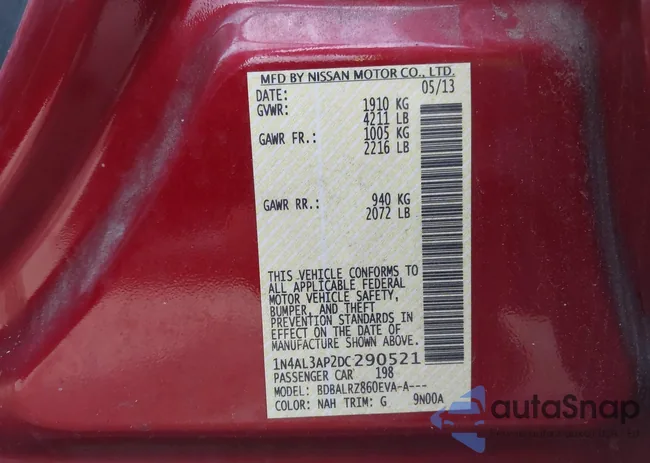 MFD BY NISSAN MOTOR CO., LTD.
DATE: 05/13
GVWR: 1910 KG
4211 LB
GAWR FR.: 1005 KG
2216 LB
GAWR RR.: 940 KG
2072 LB
THIS VEHICLE CONFORMS TO
ALL APPLICABLE FEDERAL
MOTOR VEHICLE SAFETY,
BUMPER, AND THEFT
PREVENTION STANDARDS IN
EFFECT ON THE DATE OF
MANUFACTURE SHOWN ABOVE.
1N4AL3AP2DC290521
PASSENGER CAR 198
MODEL: BDBALRZ860EVA-A---
COLOR: NAH TRIM: G 9N00A
autaSnap